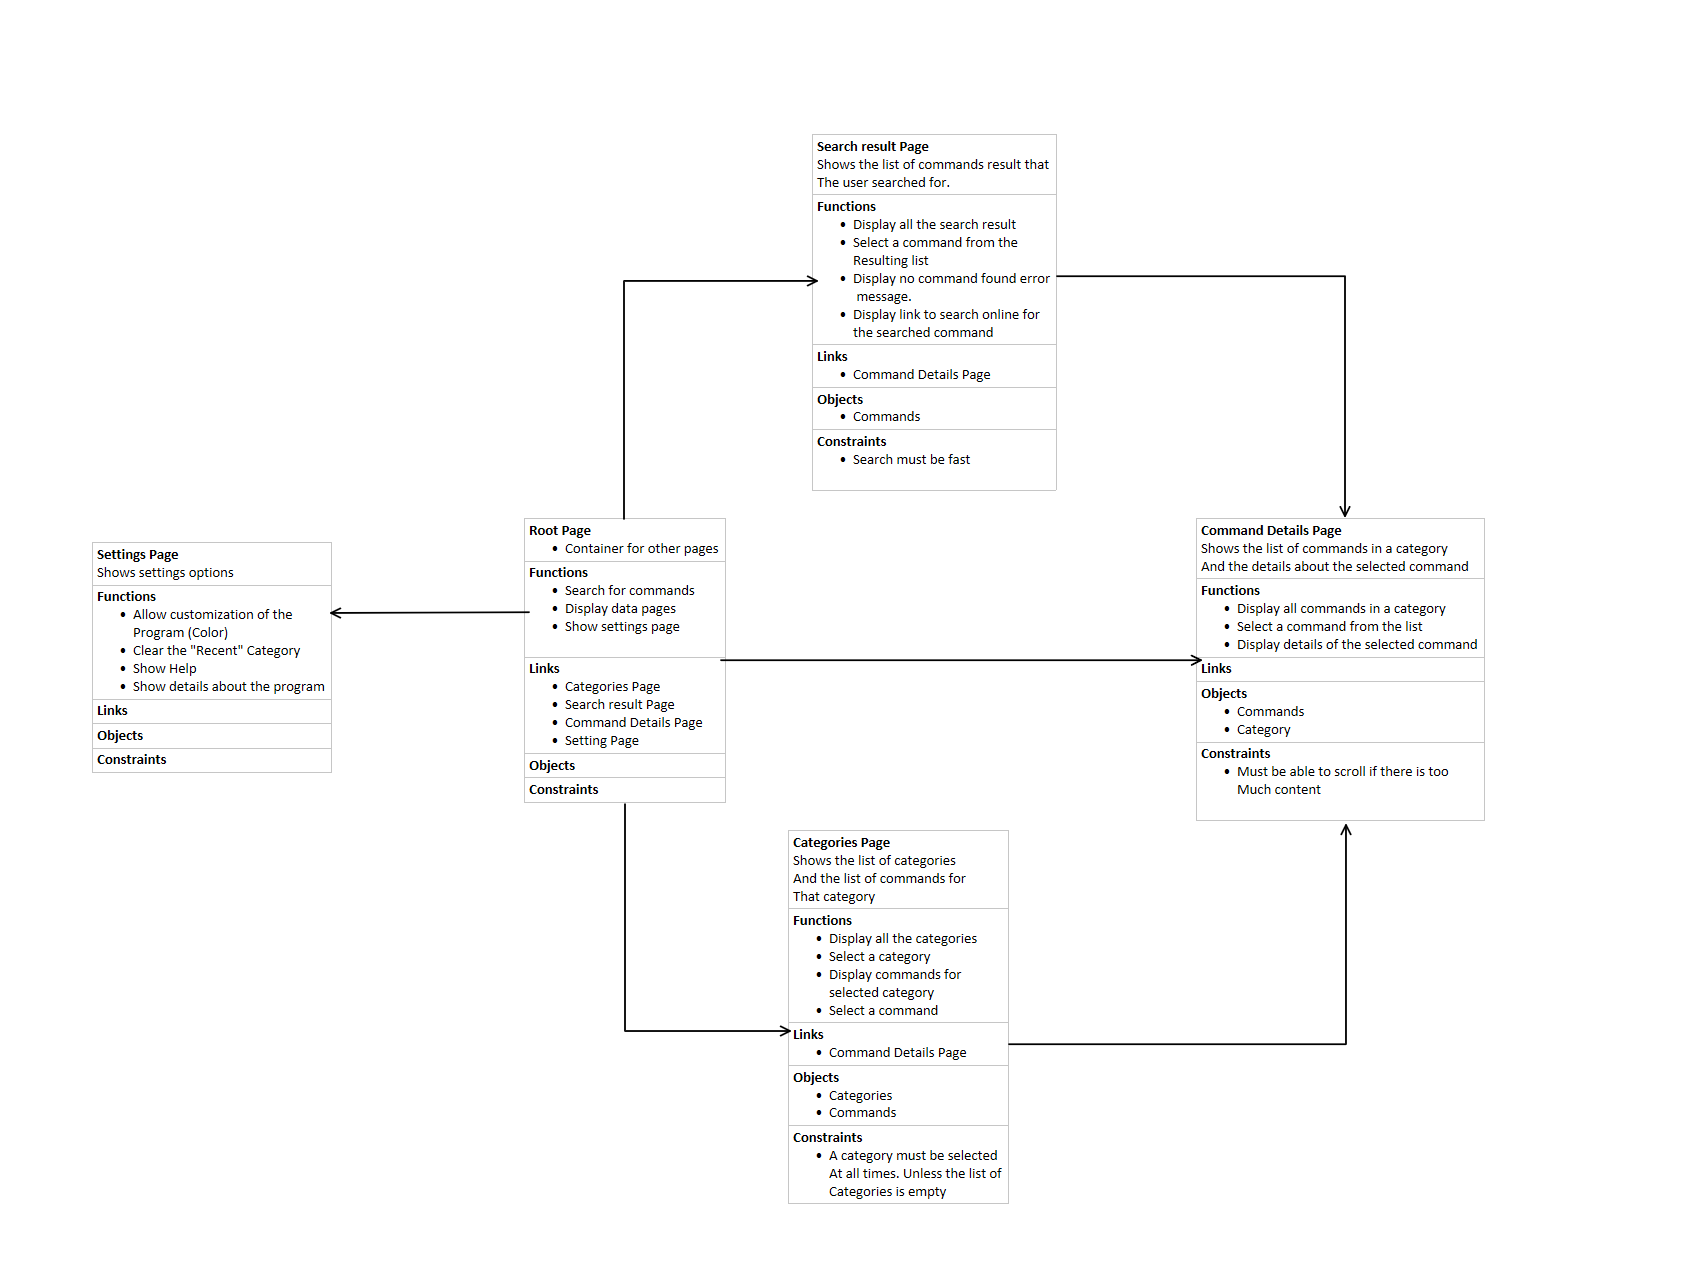 Search result Page
Shows the list of commands result that
The user searched for.
Functions
• Display all the search result
• Select a command from the
Resulting list
• Display no command found error
message.
• Display link to search online for
the searched command
Links
• Command Details Page
Objects
• Commands
Constraints
• Search must be fast
Settings Page
Shows settings options
Functions
• Allow customization of the
Program (Color)
• Clear the "Recent" Category
• Show Help
• Show details about the program
Links
Objects
Constraints
Root Page
• Container for other pages
Functions
• Search for commands
• Display data pages
• Show settings page
Links
• Categories Page
• Search result Page
• Command Details Page
• Setting Page
Objects
Constraints
Command Details Page
Shows the list of commands in a category
And the details about the selected command
Functions
• Display all commands in a category
• Select a command from the list
• Display details of the selected command
Links
Objects
• Commands
• Category
Constraints
• Must be able to scroll if there is too
Much content
Categories Page
Shows the list of categories
And the list of commands for
That category
Functions
• Display all the categories
• Select a category
• Display commands for
selected category
• Select a command
Links
• Command Details Page
Objects
• Categories
• Commands
Constraints
• A category must be selected
At all times. Unless the list of
Categories is empty